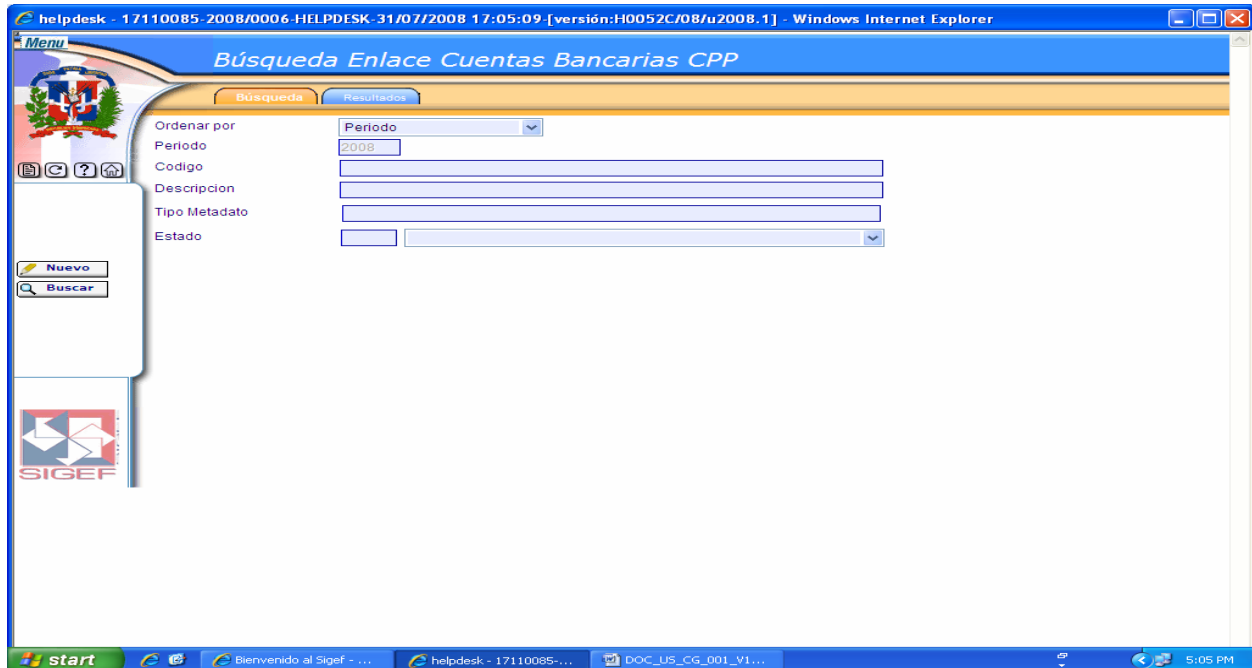 helpdesk - 17110085-2008/0006-HELPDESK-31/07/2008 17:05:09-[versión:H0052C/08/u2008.1] - Windows Internet Explorer
Menu
Búsqueda Enlace Cuentas Bancarias CPP
Búsqueda
Resultados
Ordenar por
Periodo
Periodo
2008
Codigo
Descripcion
Tipo Metadato
Estado
Nuevo
Buscar
SIGEF
start
Bienvenido al Sigef - ...
helpdesk - 17110085-...
DOC_US_CG_001_V1...
5:05 PM